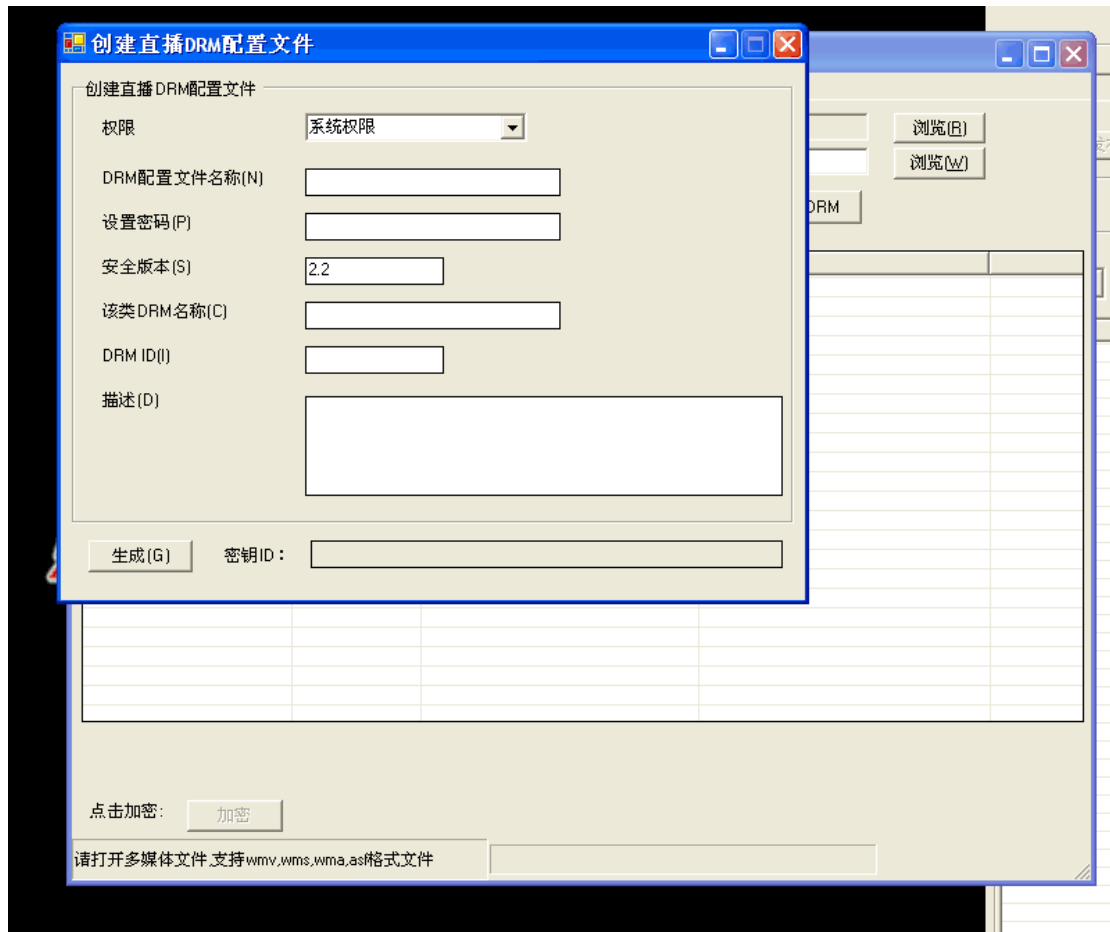 创建直播DRM配置文件
创建直播DRM配置文件
权限
系统权限
浏览(R)
DRM配置文件名称(N)
浏览(W)
设置密码(P)
DRM
安全版本(S)
2.2
该类DRM名称(C)
DRM ID(I)
描述(D)
生成(G)
密钥ID：
点击加密:
加密
请打开多媒体文件,支持wmv,wms,wma,asf格式文件